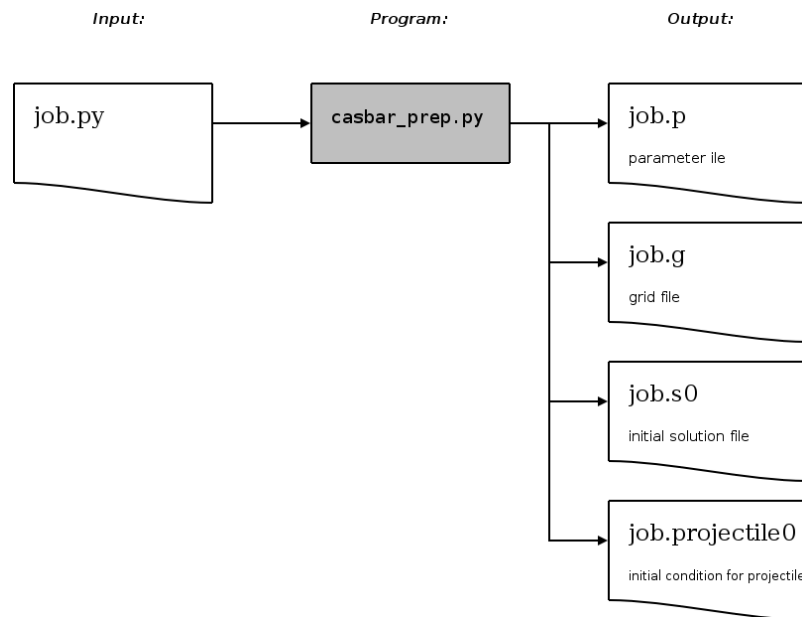 Input:
Program:
Output:
job.py
casbar_prep.py
job.p
parameter ile
job.g
grid file
job.s0
initial solution file
job.projectile0
initial condition for projectile